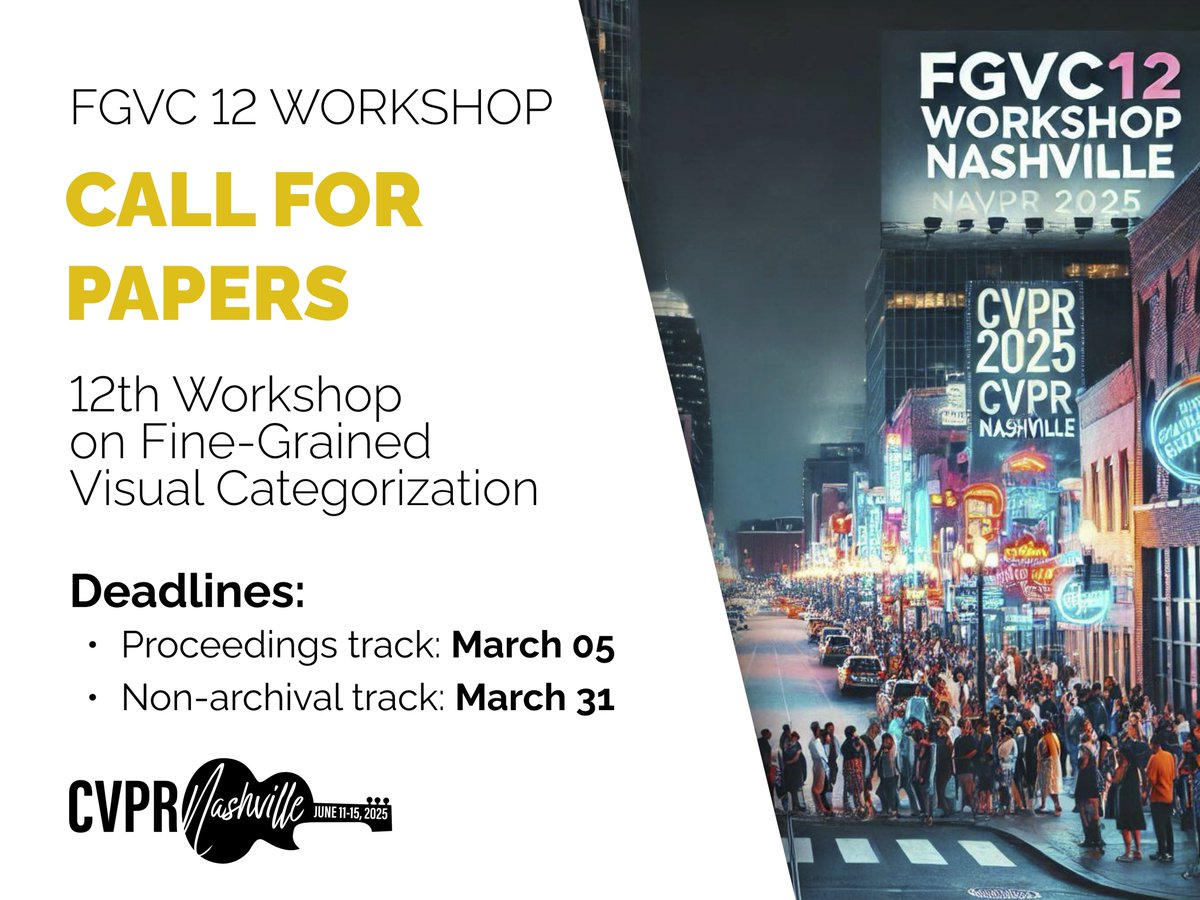 FGVC 12 WORKSHOP
CALL FOR
PAPERS
12th Workshop
on Fine-Grained
Visual Categorization
Deadlines:
• Proceedings track: March 05
• Non-archival track: March 31
CVPR Nashville JUNE 11-15, 2025
FGVC12
WORKSHOP
NASHVILLE
NAVPR 2025
CVPR
2025
CVPR
NASHVILLE